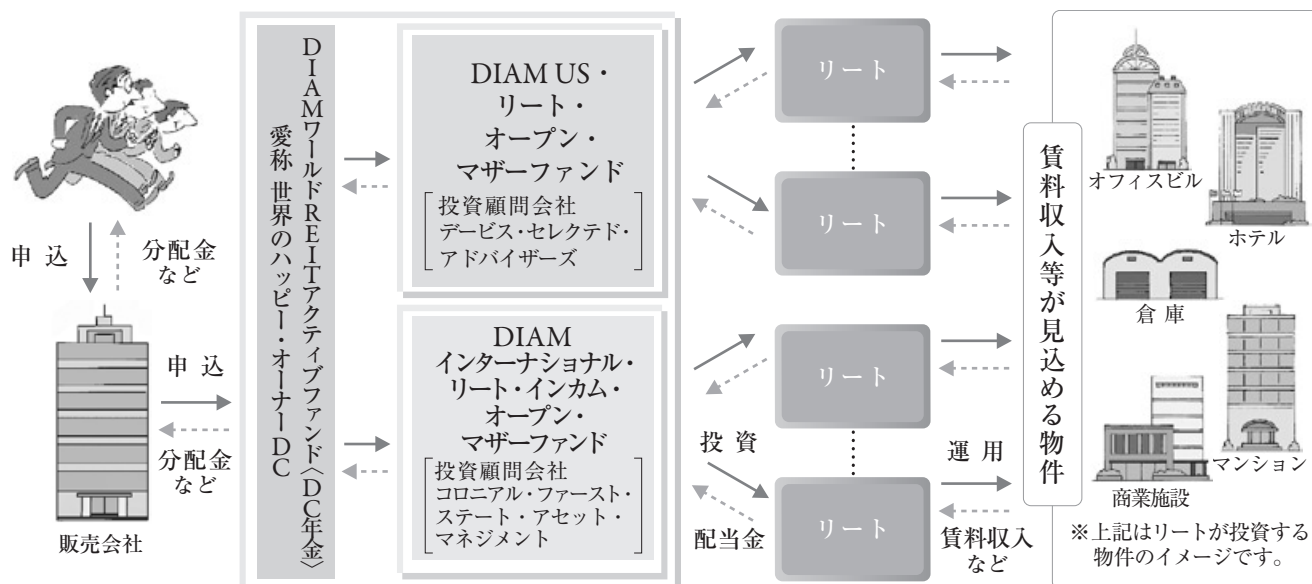 申 込
分配金
など
販売会社
申 込
分配金
など
DIAMワールドREITアクティブファンド〈DC年金〉
愛称 世界のハッピー・オーナーDC
DIAM US・
リート・
オープン・
マザーファンド
投資顧問会社
デービス・セレクテド・
アドバイザーズ
DIAM
インターナショナル・
リート・インカム・
オープン・
マザーファンド
投資顧問会社
コロニアル・ファースト・
ステート・アセット・
マネジメント
投 資
配当金
リート
リート
リート
リート
運 用
賃料収入
など
賃料収入等が見込める物件
オフィスビル
ホテル
倉 庫
マンション
商業施設
※上記はリートが投資する
物件のイメージです。